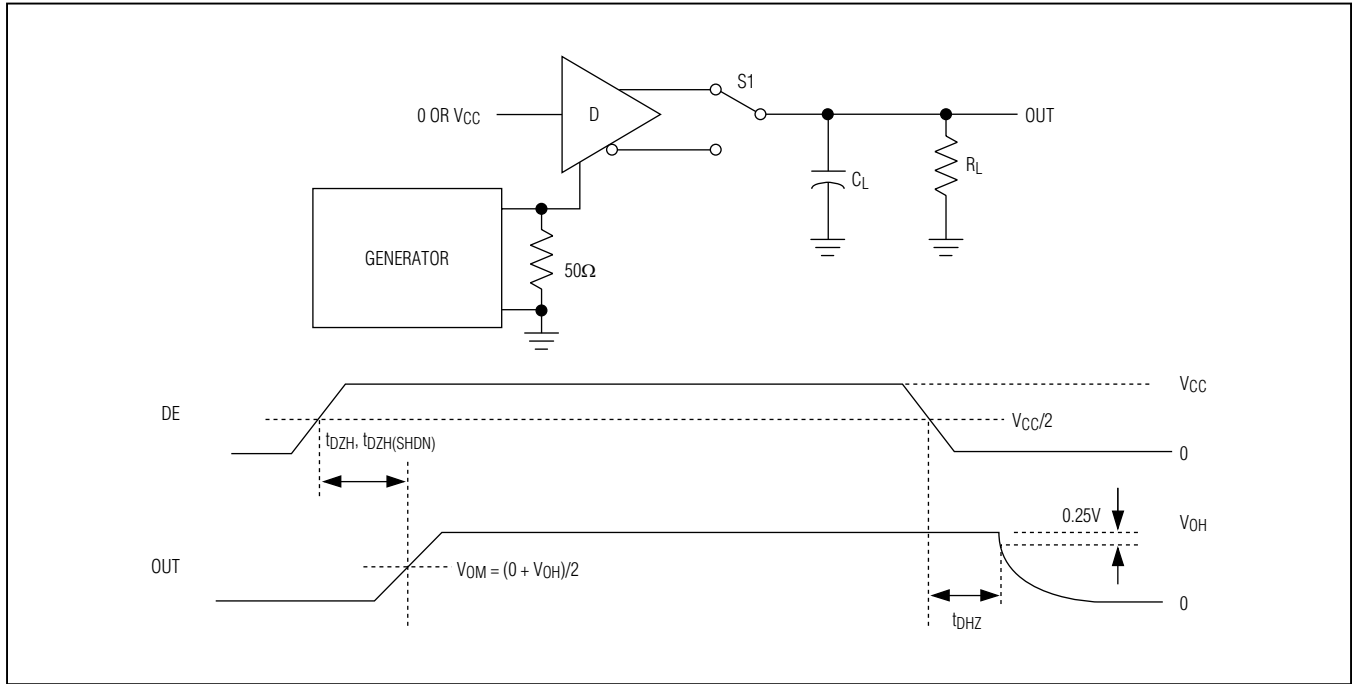 S1
0 OR VCC
D
OUT
CL
RL
GENERATOR
50Ω
VCC
DE
VCC/2
tDZH, tDZH(SHDN)
0
0.25V
VOH
OUT
VOM = (0 + VOH)/2
0
tDHZ